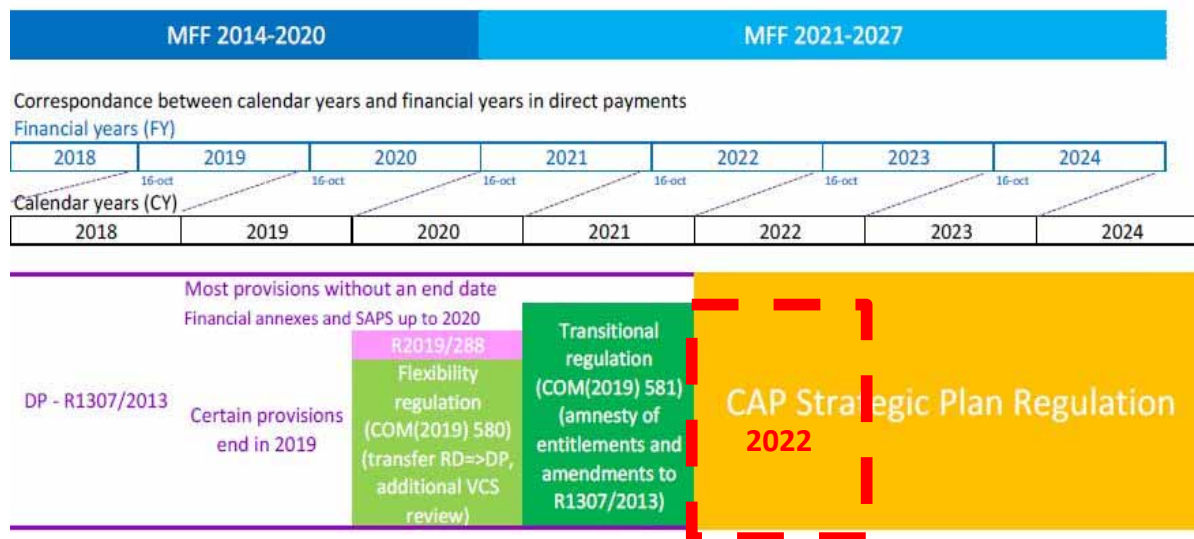 MFF 2014-2020
MFF 2021-2027
Correspondance between calendar years and financial years in direct payments
Financial years (FY)
2018 2019 2020 2021 2022 2023 2024
16-oct 16-oct 16-oct 16-oct 16-oct 16-oct
Calendar years (CY)
2018 2019 2020 2021 2022 2023 2024
DP - R1307/2013
Most provisions without an end date
Financial annexes and SAPS up to 2020
Certain provisions
end in 2019
R2019/288
Flexibility
regulation
(COM(2019) 580)
(transfer RD=>DP,
additional VCS
review)
Transitional
regulation
(COM(2019) 581)
(amnesty of
entitlements and
amendments to
R1307/2013)
CAP Strategic Plan Regulation
2022